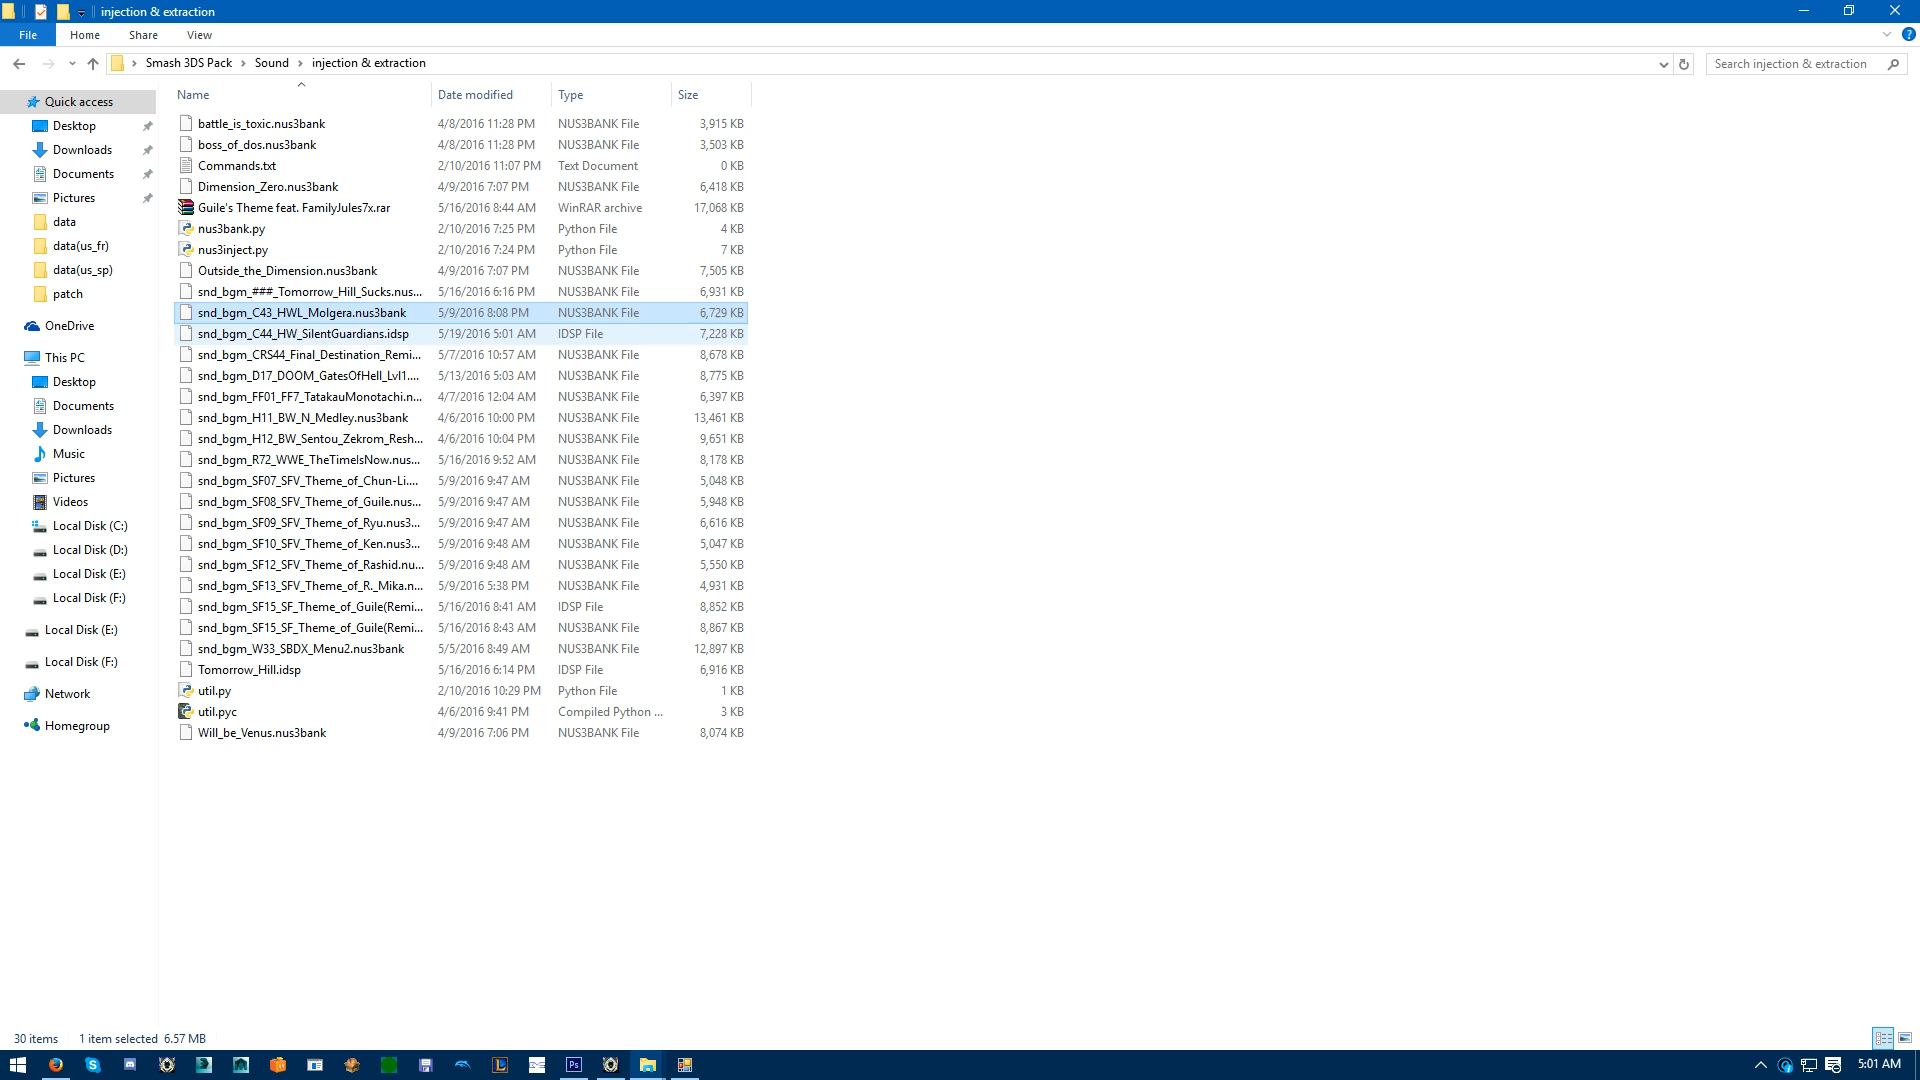 injection & extraction
File Home Share View
Smash 3DS Pack Sound injection & extraction Search injection & extraction
Name Date modified Type Size
Quick access
Desktop
Downloads
Documents
Pictures
data
data(us_fr)
data(us_sp)
patch
OneDrive
This PC
Desktop
Documents
Downloads
Music
Pictures
Videos
Local Disk (C:)
Local Disk (D:)
Local Disk (E:)
Local Disk (F:)
Local Disk (E:)
Local Disk (F:)
Network
Homegroup
battle_is_toxic.nus3bank 4/8/2016 11:28 PM NUS3BANK File 3,915 KB
boss_of_dos.nus3bank 4/8/2016 11:28 PM NUS3BANK File 3,503 KB
Commands.txt 2/10/2016 11:07 PM Text Document 0 KB
Dimension_Zero.nus3bank 4/9/2016 7:07 PM NUS3BANK File 6,418 KB
Guile's Theme feat. FamilyJules7x.rar 5/16/2016 8:44 AM WinRAR archive 17,068 KB
nus3bank.py 2/10/2016 7:25 PM Python File 4 KB
nus3inject.py 2/10/2016 7:24 PM Python File 7 KB
Outside_the_Dimension.nus3bank 4/9/2016 7:07 PM NUS3BANK File 7,505 KB
snd_bgm_###_Tomorrow_Hill_Sucks.nus... 5/16/2016 6:16 PM NUS3BANK File 6,931 KB
snd_bgm_C43_HWL_Molgera.nus3bank 5/9/2016 8:08 PM NUS3BANK File 6,729 KB
snd_bgm_C44_HW_SilentGuardians.idsp 5/19/2016 5:01 AM IDSP File 7,228 KB
snd_bgm_CRS44_Final_Destination_Remi... 5/7/2016 10:57 AM NUS3BANK File 8,678 KB
snd_bgm_D17_DOOM_GatesOfHell_Lvl1.... 5/13/2016 5:03 AM NUS3BANK File 8,775 KB
snd_bgm_FF01_FF7_TatakauMonotachi.n... 4/7/2016 12:04 AM NUS3BANK File 6,397 KB
snd_bgm_H11_BW_N_Medley.nus3bank 4/6/2016 10:00 PM NUS3BANK File 13,461 KB
snd_bgm_H12_BW_Sentou_Zekrom_Resh... 4/6/2016 10:04 PM NUS3BANK File 9,651 KB
snd_bgm_R72_WWE_TheTimeIsNow.nus... 5/16/2016 9:52 AM NUS3BANK File 8,178 KB
snd_bgm_SF07_SFV_Theme_of_Chun-Li.... 5/9/2016 9:47 AM NUS3BANK File 5,048 KB
snd_bgm_SF08_SFV_Theme_of_Guile.nus... 5/9/2016 9:47 AM NUS3BANK File 5,948 KB
snd_bgm_SF09_SFV_Theme_of_Ryu.nus3... 5/9/2016 9:47 AM NUS3BANK File 6,616 KB
snd_bgm_SF10_SFV_Theme_of_Ken.nus3... 5/9/2016 9:48 AM NUS3BANK File 5,047 KB
snd_bgm_SF12_SFV_Theme_of_Rashid.nu... 5/9/2016 9:48 AM NUS3BANK File 5,550 KB
snd_bgm_SF13_SFV_Theme_of_R._Mika.n... 5/9/2016 5:38 PM NUS3BANK File 4,931 KB
snd_bgm_SF15_SF_Theme_of_Guile(Remi... 5/16/2016 8:41 AM IDSP File 8,852 KB
snd_bgm_SF15_SF_Theme_of_Guile(Remi... 5/16/2016 8:43 AM NUS3BANK File 8,867 KB
snd_bgm_W33_SBDX_Menu2.nus3bank 5/5/2016 8:49 AM NUS3BANK File 12,897 KB
Tomorrow_Hill.idsp 5/16/2016 6:14 PM IDSP File 6,916 KB
util.py 2/10/2016 10:29 PM Python File 1 KB
util.pyc 4/6/2016 9:41 PM Compiled Python ... 3 KB
Will_be_Venus.nus3bank 4/9/2016 7:06 PM NUS3BANK File 8,074 KB
30 items 1 item selected 6.57 MB
5:01 AM